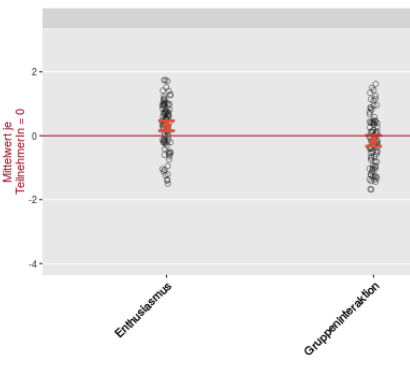 2
0
-2
-4
Mittelwert je
TeilnehmerIn = 0
Enthusiasmus
Gruppeninteraktion